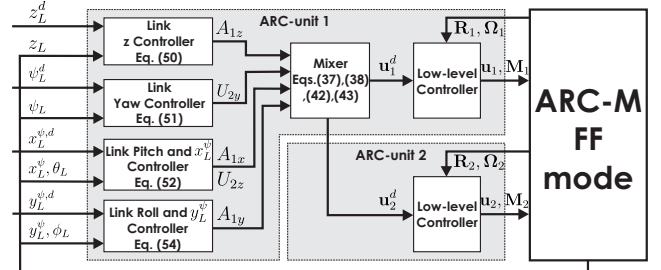 ARC-unit 1
z_L^d
z_L
Link
z Controller
Eq. (50)
A_{1z}
ψ_L^d
ψ_L
Link
Yaw Controller
Eq. (51)
U_{2y}
x_L^{ψ,d}
x_L^ψ, θ_L
Link Pitch and x_L^ψ
Controller
Eq. (52)
A_{1x}
U_{2z}
y_L^{ψ,d}
y_L^ψ, ϕ_L
Link Roll and y_L^ψ
Controller
Eq. (54)
A_{1y}
Mixer
Eqs.(37),(38)
,(42),(43)
u_1^d
R_1, Ω_1
Low-level
Controller
u_1, M_1
ARC-unit 2
R_2, Ω_2
u_2^d
Low-level
Controller
u_2, M_2
ARC-M
FF
mode